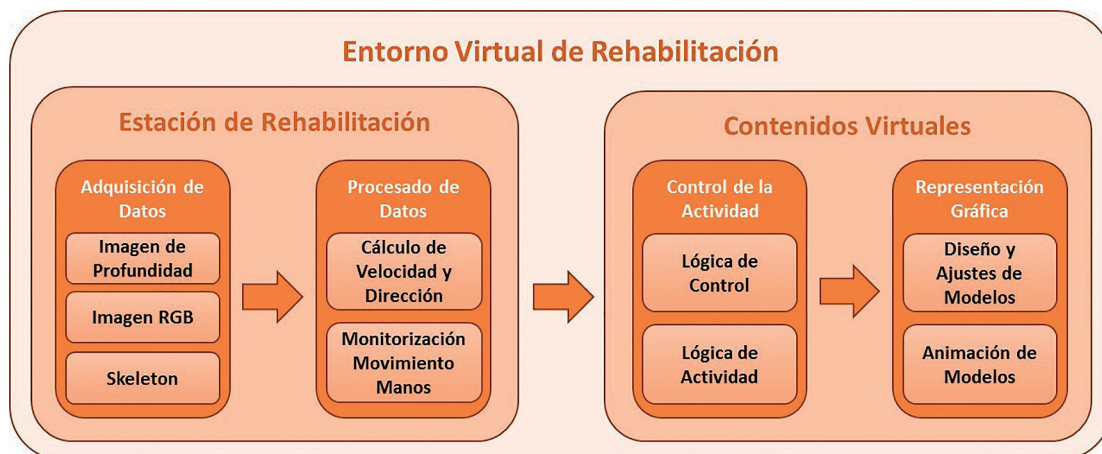 Entorno Virtual de Rehabilitación
Estación de Rehabilitación
Adquisición de
Datos
Imagen de
Profundidad
Imagen RGB
Skeleton
Procesado de
Datos
Cálculo de
Velocidad y
Dirección
Monitorización
Movimiento
Manos
Contenidos Virtuales
Control de la
Actividad
Lógica de
Control
Lógica de
Actividad
Representación
Gráfica
Diseño y
Ajustes de
Modelos
Animación de
Modelos